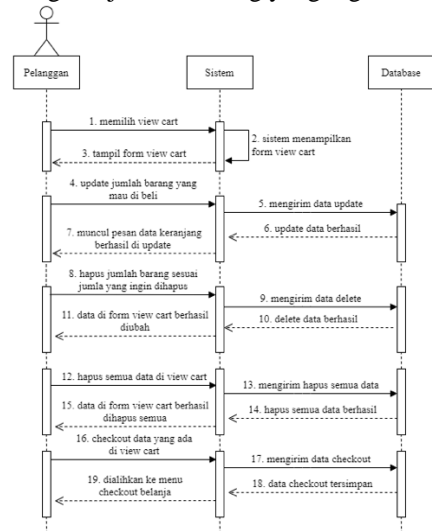 Pelanggan
Sistem
Database
1. memilih view cart
2. sistem menampilkan
form view cart
3. tampil form view cart
4. update jumlah barang yang
mau di beli
5. mengirim data update
6. update data berhasil
7. muncul pesan data keranjang
berhasil di update
8. hapus jumlah barang sesuai
jumla yang ingin dihapus
9. mengirim data delete
10. delete data berhasil
11. data di form view cart berhasil
diubah
12. hapus semua data di view cart
13. mengirim hapus semua data
14. hapus semua data berhasil
15. data di form view cart berhasil
dihapus semua
16. checkout data yang ada
di view cart
17. mengirim data checkout
18. data checkout tersimpan
19. dialihkan ke menu
checkout belanja